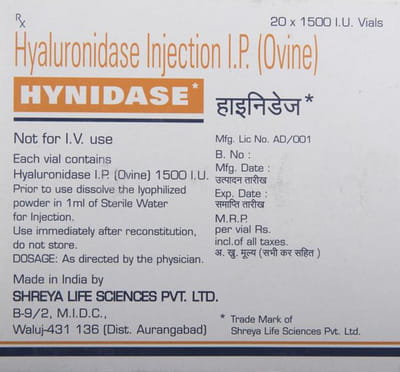 Rx 20 x 1500 I.U. Vials
Hyaluronidase Injection I.P. (Ovine)
HYNIDASE* हाइनिडेज *
Not for I.V. use
Each vial contains
Hyaluronidase I.P. (Ovine) 1500 I.U.
Prior to use dissolve the lyophilized
powder in 1ml of Sterile Water
for Injection.
Use immediately after reconstitution,
do not store.
DOSAGE: As directed by the physician.
Made in India by
SHREYA LIFE SCIENCES PVT. LTD.
B-9/2, M.I.D.C.,
Waluj-431 136 (Dist. Aurangabad)
Mfg. Lic No. AD/001
B. No :
Mfg. Date :
उत्पादन तारीख
Exp. Date :
समाप्ति तारीख
M.R.P.
per vial Rs.
incl.of all taxes.
अ. खु. मूल्य (सभी कर सहित)
* Trade Mark of
Shreya Life Sciences Pvt. Ltd.